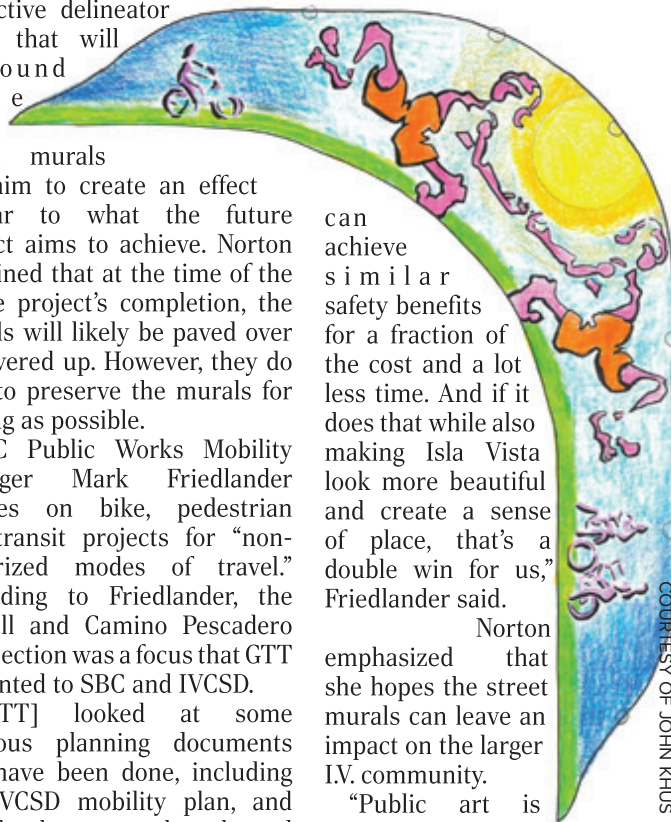 ctive delineator
that will
ound
e
murals
aim to create an effect
ar to what the future
ct aims to achieve. Norton
ined that at the time of the
e project's completion, the
ls will likely be paved over
vered up. However, they do
to preserve the murals for
g as possible.
C Public Works Mobility
ger Mark Friedlander
es on bike, pedestrian
transit projects for “non-
rized modes of travel.”
ding to Friedlander, the
ll and Camino Pescadero
section was a focus that GTT
nted to SBC and IVCSD.
TT] looked at some
ous planning documents
have been done, including
VCSD mobility plan, and
can
achieve
similar
safety benefits
for a fraction of
the cost and a lot
less time. And if it
does that while also
making Isla Vista
look more beautiful
and create a sense
of place, that’s a
double win for us,”
Friedlander said.
Norton
emphasized that
she hopes the street
murals can leave an
impact on the larger
I.V. community.
“Public art is
COURTESY OF JOHN KHUS